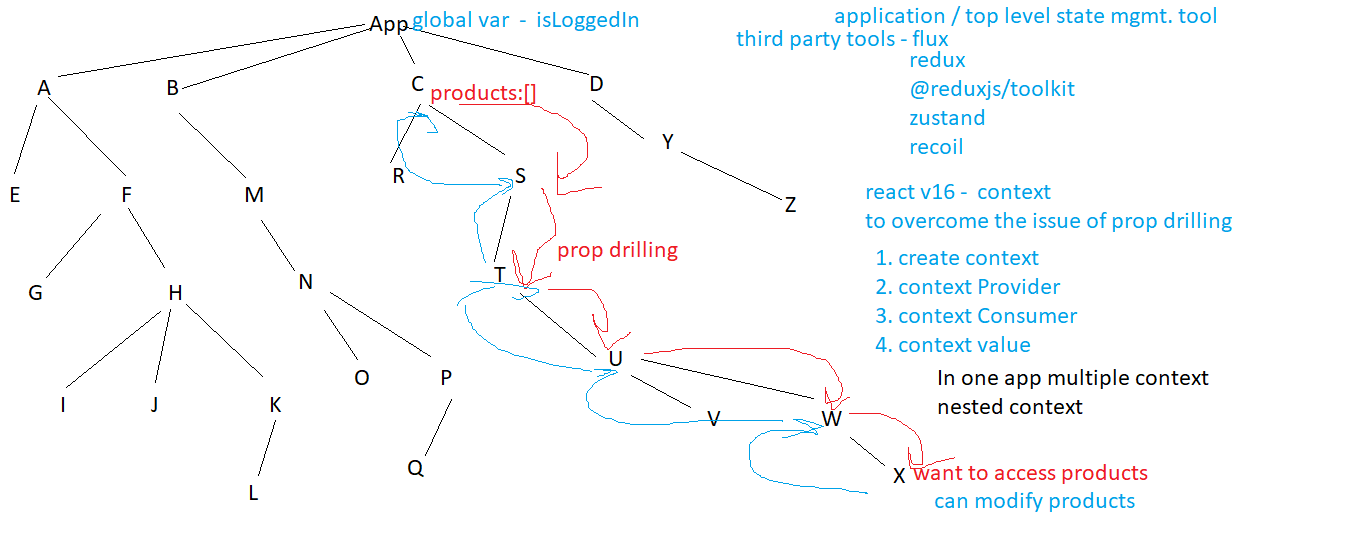 App global var - isLoggedIn
application / top level state mgmt. tool
third party tools - flux
redux
@reduxjs/toolkit
zustand
recoil
A
B
C
products:[]
D
Y
R
S
Z
E
F
M
react v16 - context
to overcome the issue of prop drilling
prop drilling
1. create context
2. context Provider
3. context Consumer
4. context value
T
G
H
N
U
O
P
In one app multiple context
nested context
I
J
K
V
W
Q
X
want to access products
can modify products
L